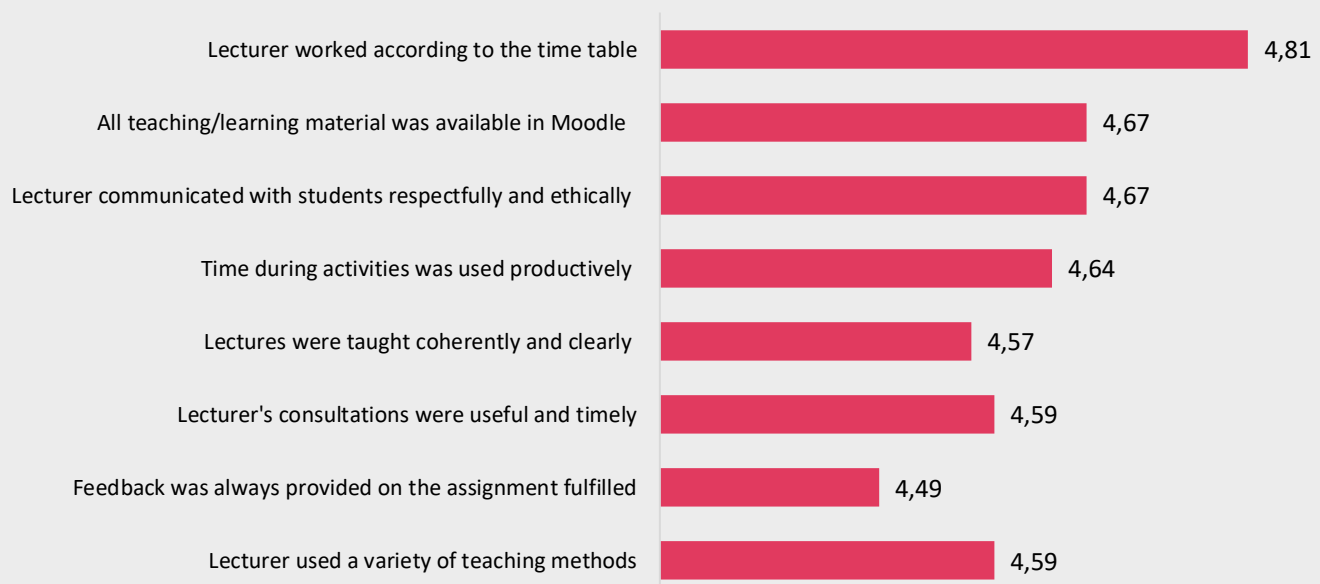 Lecturer worked according to the time table 4,81
All teaching/learning material was available in Moodle 4,67
Lecturer communicated with students respectfully and ethically 4,67
Time during activities was used productively 4,64
Lectures were taught coherently and clearly 4,57
Lecturer's consultations were useful and timely 4,59
Feedback was always provided on the assignment fulfilled 4,49
Lecturer used a variety of teaching methods 4,59